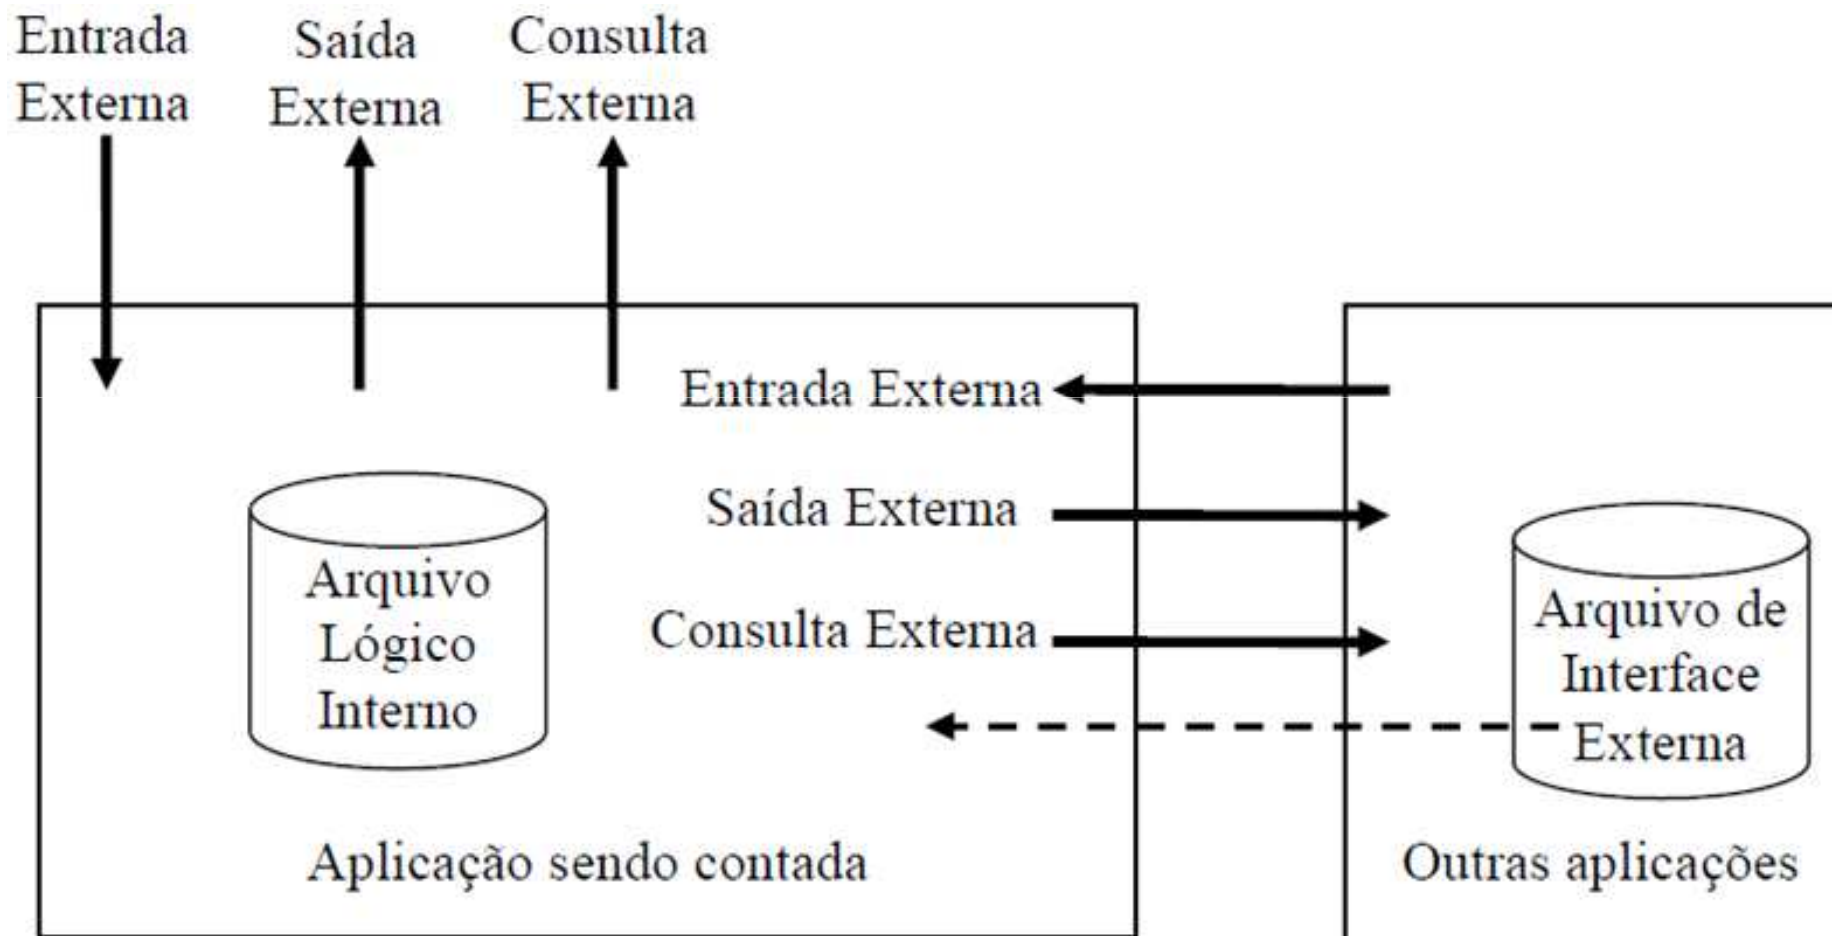 Entrada
Externa
Saída
Externa
Consulta
Externa
Entrada Externa
Saída Externa
Consulta Externa
Arquivo
Lógico
Interno
Arquivo de
Interface
Externa
Aplicação sendo contada
Outras aplicações